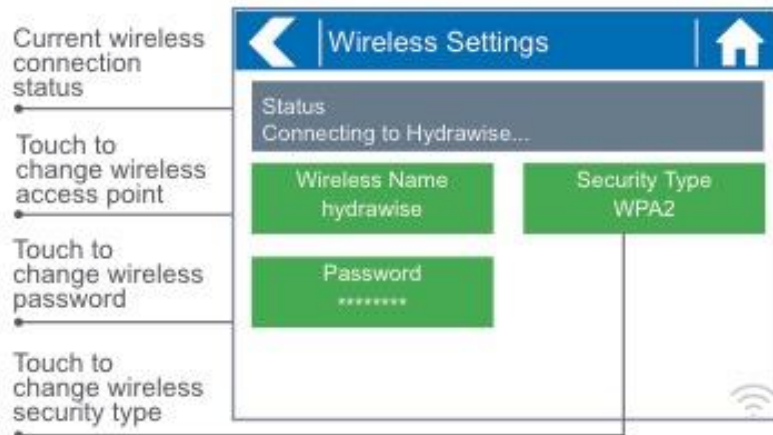 Current wireless
connection
status
Touch to
change wireless
access point
Touch to
change wireless
password
Touch to
change wireless
security type
Wireless Settings
Status
Connecting to Hydrawise...
Wireless Name
hydrawise
Security Type
WPA2
Password
********